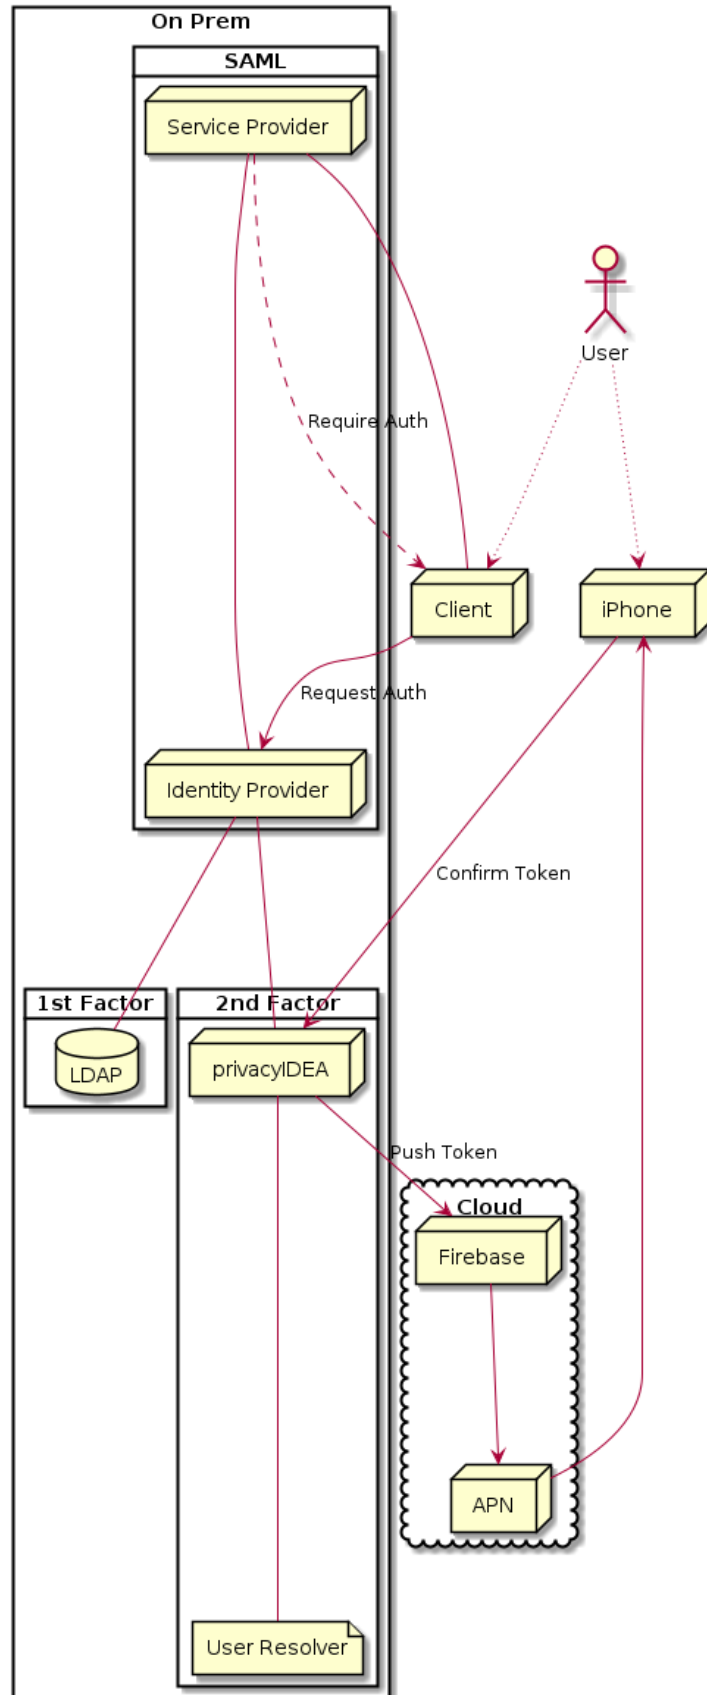 On Prem
SAML
Service Provider
User
Require Auth
Client
iPhone
Request Auth
Identity Provider
Confirm Token
1st Factor
2nd Factor
LDAP
privacyIDEA
Push Token
Cloud
Firebase
APN
User Resolver